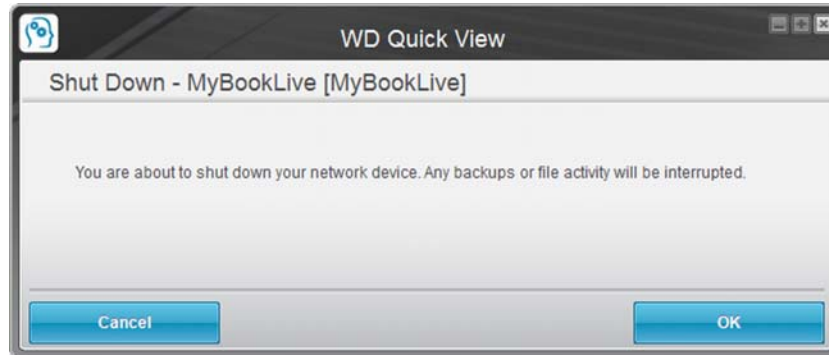 WD Quick View
Shut Down - MyBookLive [MyBookLive]
You are about to shut down your network device. Any backups or file activity will be interrupted.
Cancel
OK